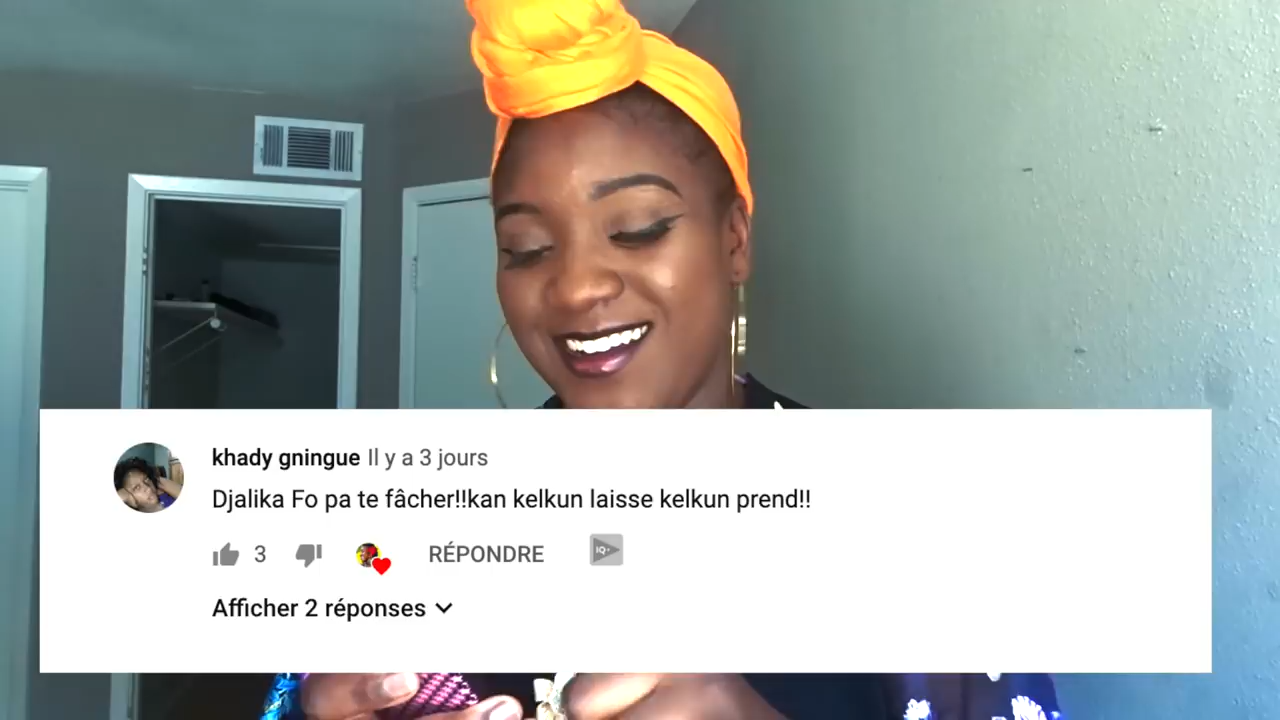 khady gningue Il y a 3 jours
Djalika Fo pa te fâcher!!kan kelkun laisse kelkun prend!!
3 RÉPONDRE IQ+
Afficher 2 réponses